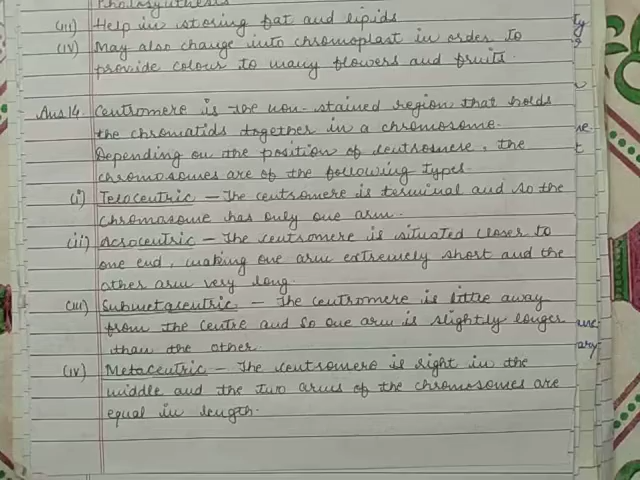 Photosynthesis
(iii) Help in storing fat and lipids
(iv) May also change into chromoplast in order to
provide colour to many flowers and fruits.
Ans 14. Centromere is the non-stained region that holds
the chromatids together in a chromosome.
Depending on the position of centromere, the
chromosomes are of the following types.
(i) Telocentric – The centromere is terminal and so the
chromosome has only one arm.
(ii) Acrocentric – The centromere is situated closer to
one end, making one arm extremely short and the
other arm very long.
(iii) Submetacentric – The centromere is little away
from the centre and so one arm is slightly longer
than the other.
(iv) Metacentric – The centromere is right in the
middle and the two arms of the chromosomes are
equal in length.